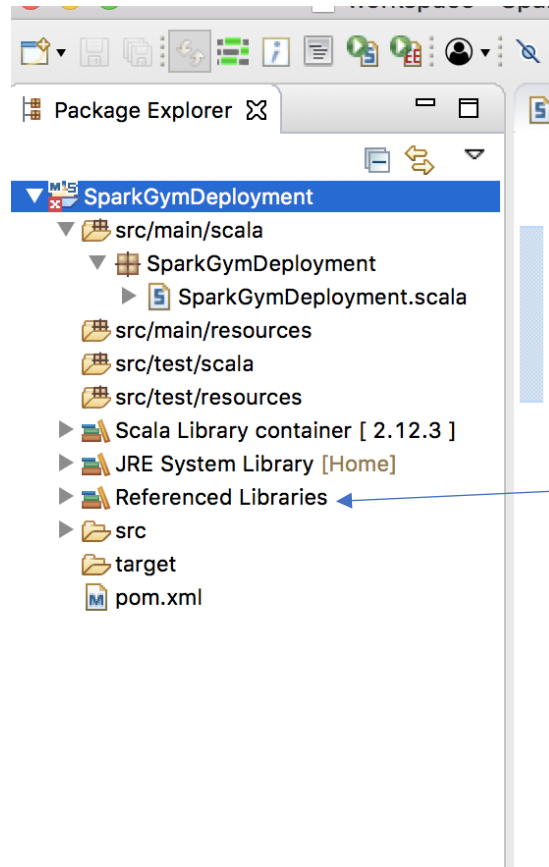 Package Explorer
SparkGymDeployment
src/main/scala
SparkGymDeployment
SparkGymDeployment.scala
src/main/resources
src/test/scala
src/test/resources
Scala Library container [ 2.12.3 ]
JRE System Library [Home]
Referenced Libraries
src
target
pom.xml